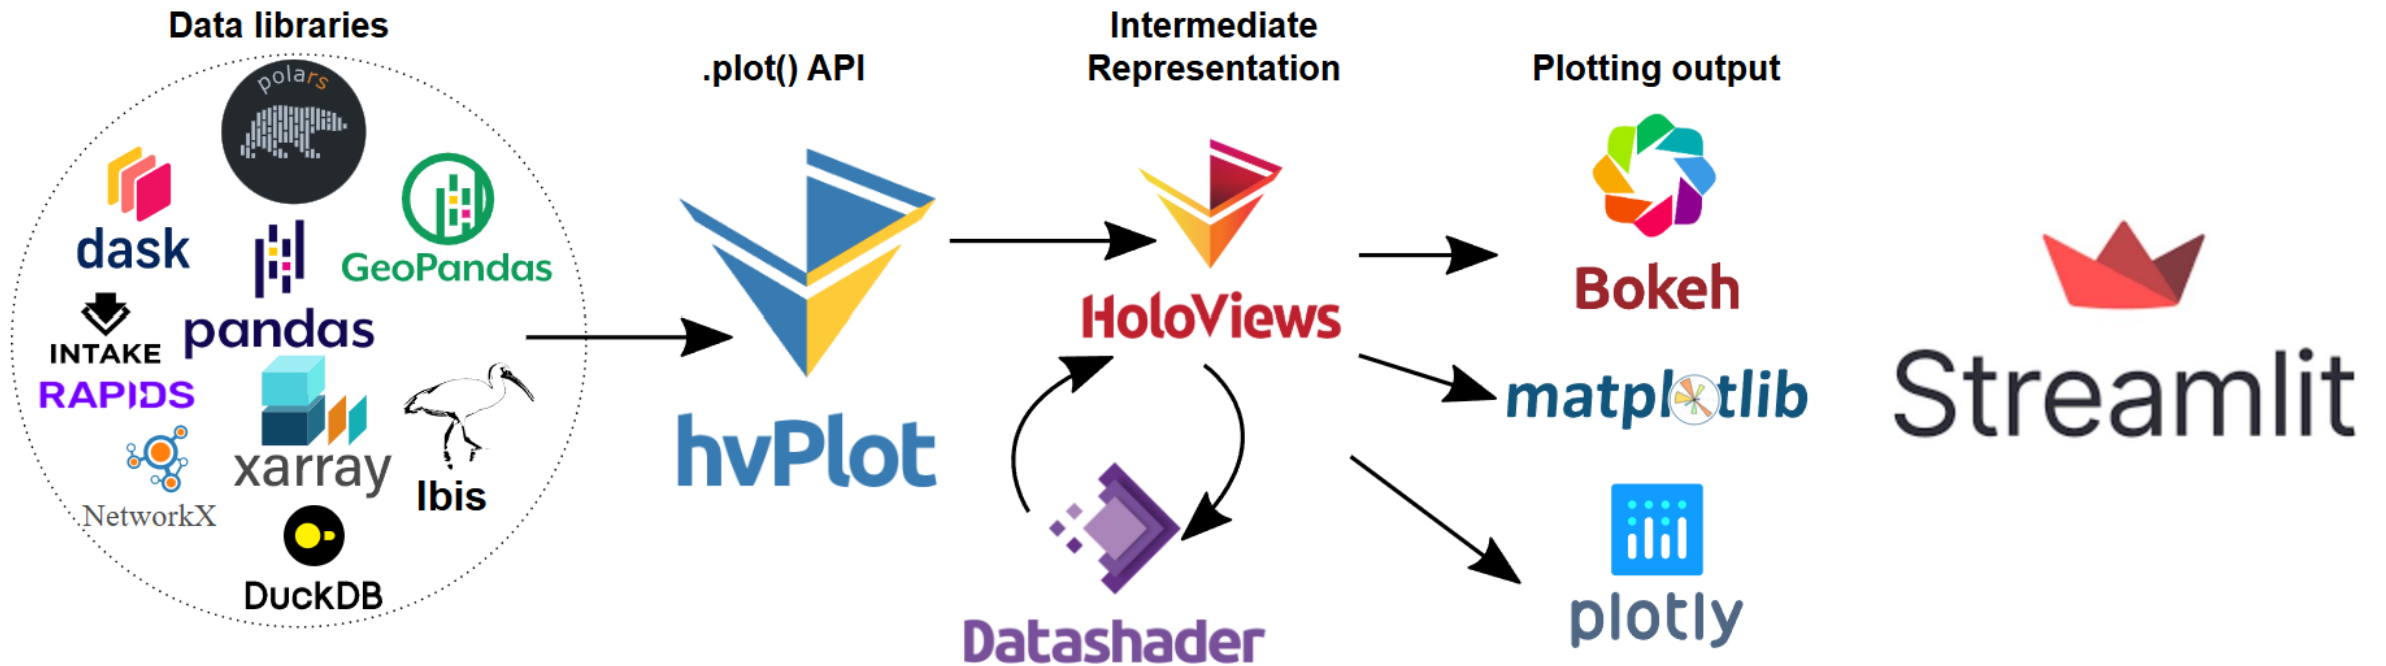 Data libraries
polars
dask
GeoPandas
pandas
INTAKE
RAPIDS
xarray
Ibis
NetworkX
DuckDB
.plot() API
hvPlot
Intermediate
Representation
HoloViews
Datashader
Plotting output
Bokeh
matplotlib
plotly
Streamlit